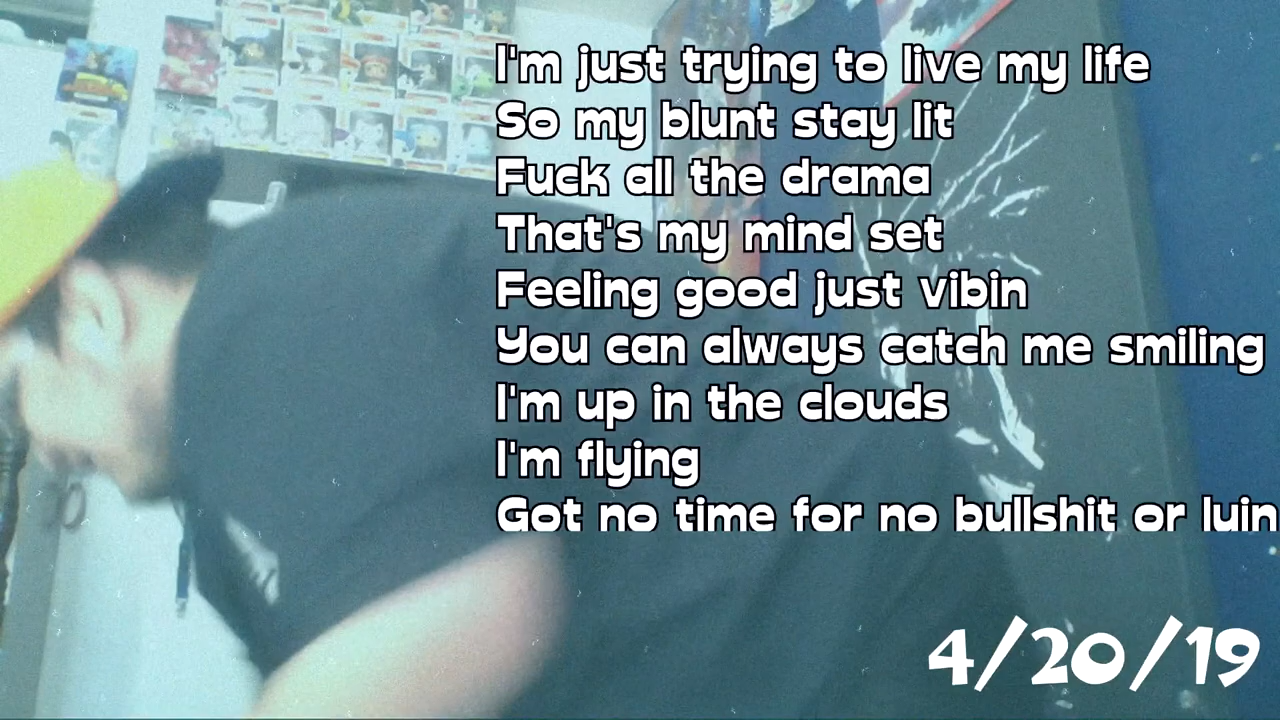 I'm just trying to live my life
So my blunt stay lit
Fuck all the drama
That's my mind set
Feeling good just vibin
You can always catch me smiling
I'm up in the clouds
I'm flying
Got no time for no bullshit or luin
4/20/19